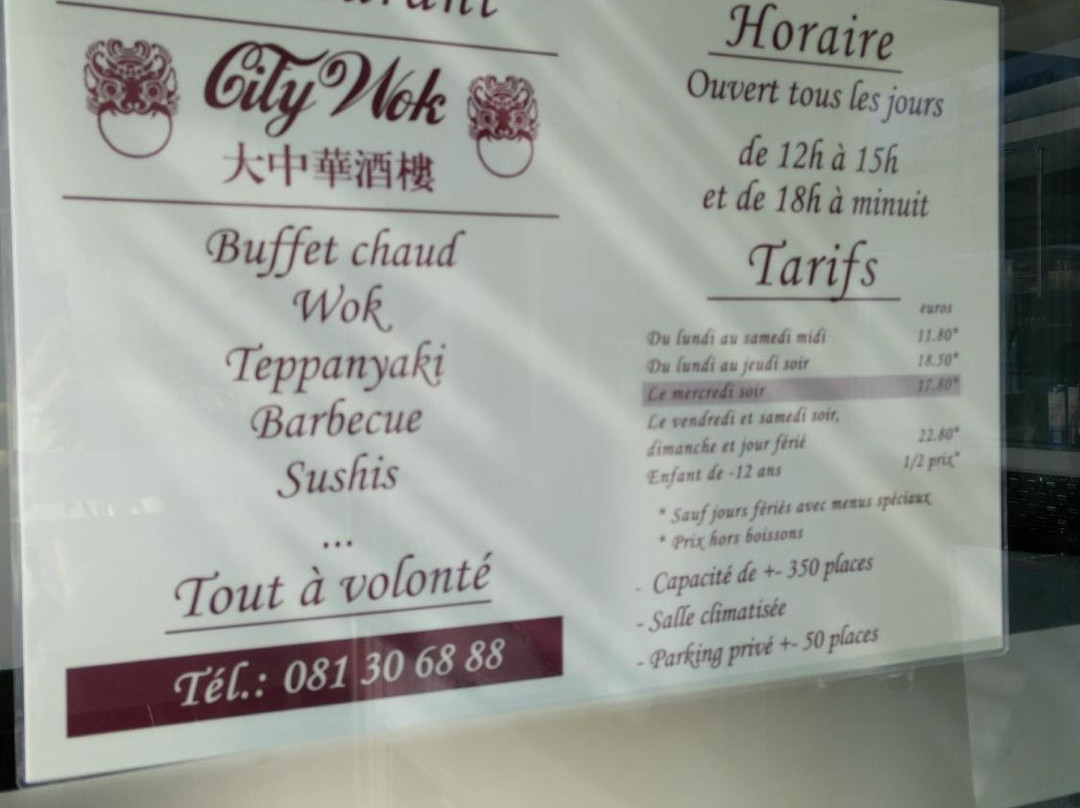 City Wok
大中華酒樓
Buffet chaud
Wok
Teppanyaki
Barbecue
Sushis
...
Tout à volonté
Tél.: 081 30 68 88
Horaire
Ouvert tous les jours
de 12h à 15h
et de 18h à minuit
Tarifs
euros
Du lundi au samedi midi 11.80*
Du lundi au jeudi soir 18.50*
Le mercredi soir 17.80*
Le vendredi et samedi soir,
dimanche et jour férié 22.80*
Enfant de -12 ans 1/2 prix*
* Sauf jours fériés avec menus spéciaux
* Prix hors boissons
- Capacité de +- 350 places
- Salle climatisée
- Parking privé +- 50 places